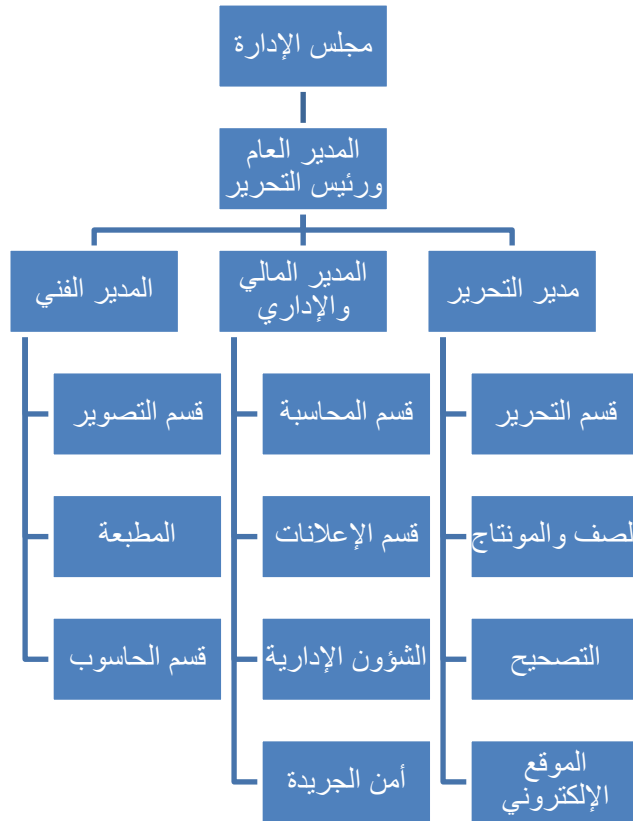 مجلس الإدارة
المدير العام
ورئيس التحرير
مدير التحرير
المدير المالي
والإداري
المدير الفني
قسم التحرير
قسم المحاسبة
قسم التصوير
لصف والمونتاج
قسم الإعلانات
المطبعة
التصحيح
الشؤون الإدارية
قسم الحاسوب
الموقع
الإلكتروني
أمن الجريدة